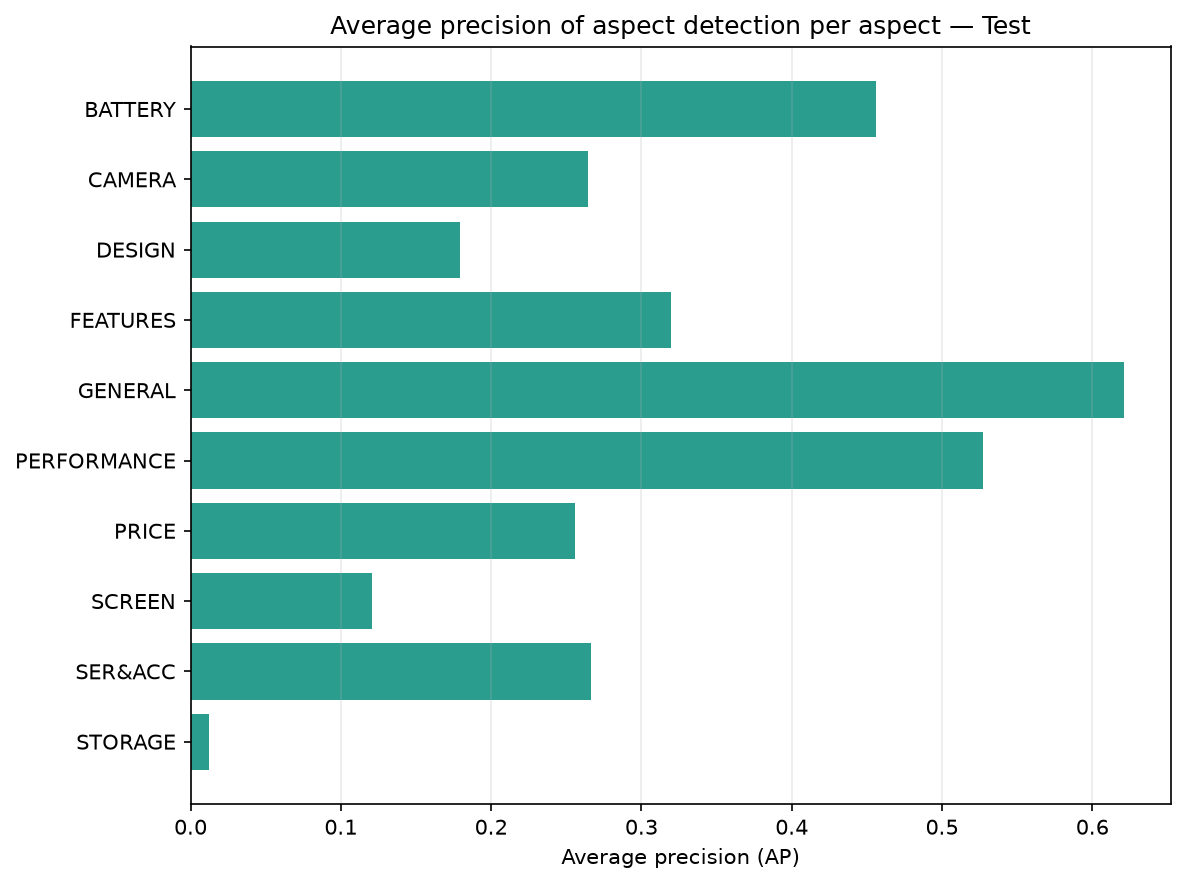 Average precision of aspect detection per aspect — Test
BATTERY
CAMERA
DESIGN
FEATURES
GENERAL
PERFORMANCE
PRICE
SCREEN
SER&ACC
STORAGE
0.0 0.1 0.2 0.3 0.4 0.5 0.6
Average precision (AP)